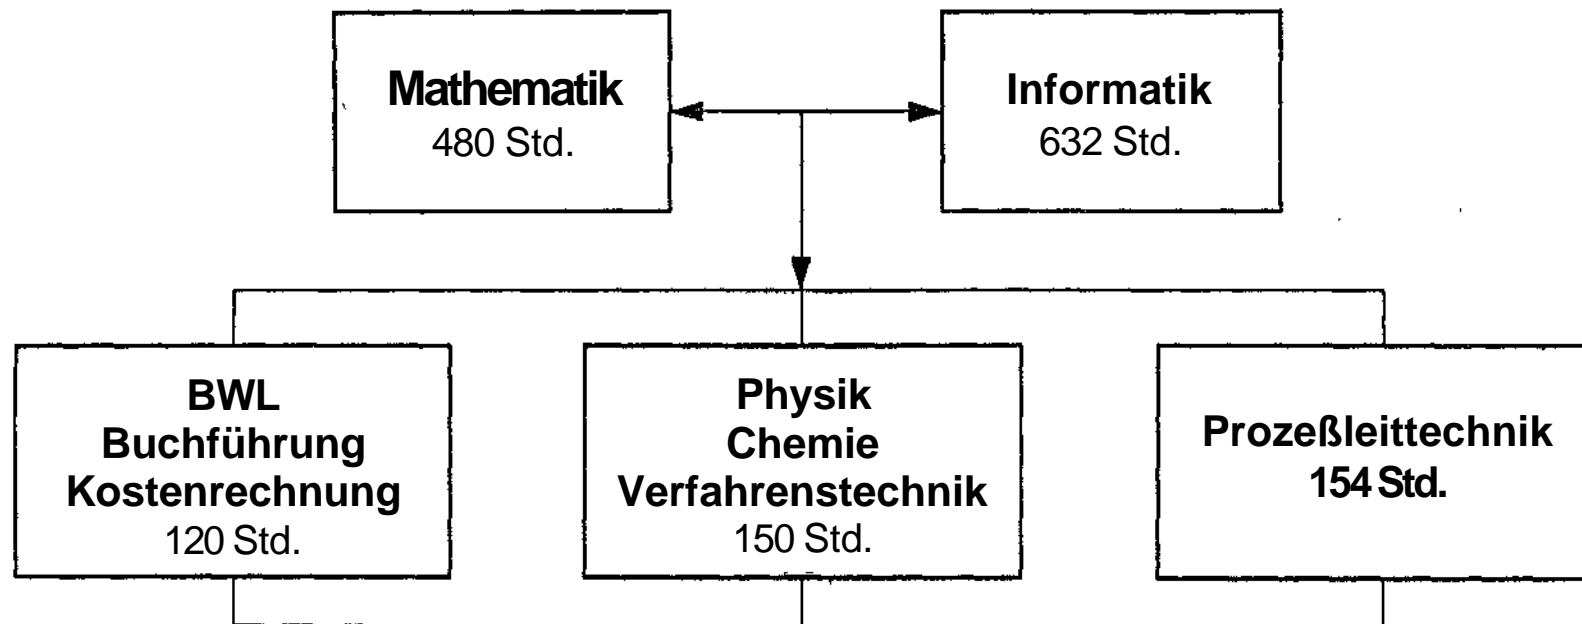 Mathematik
480 Std.
Informatik
632 Std.
BWL
Buchführung
Kostenrechnung
120 Std.
Physik
Chemie
Verfahrenstechnik
150 Std.
Prozeßleittechnik
154 Std.